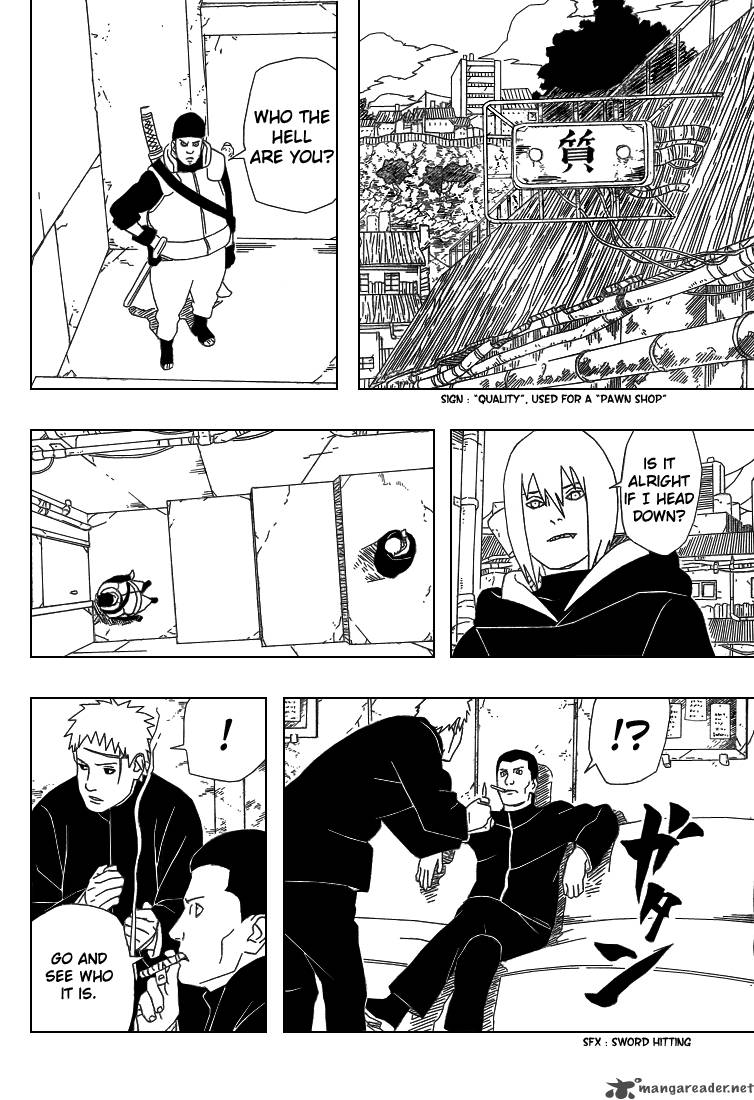 質
SIGN : "QUALITY", USED FOR A "PAWN SHOP"
WHO THE
HELL
ARE YOU?
IS IT
ALRIGHT
IF I HEAD
DOWN?
!?
ガタン
SFX : SWORD HITTING
!
GO AND
SEE WHO
IT IS.
mangareader.net